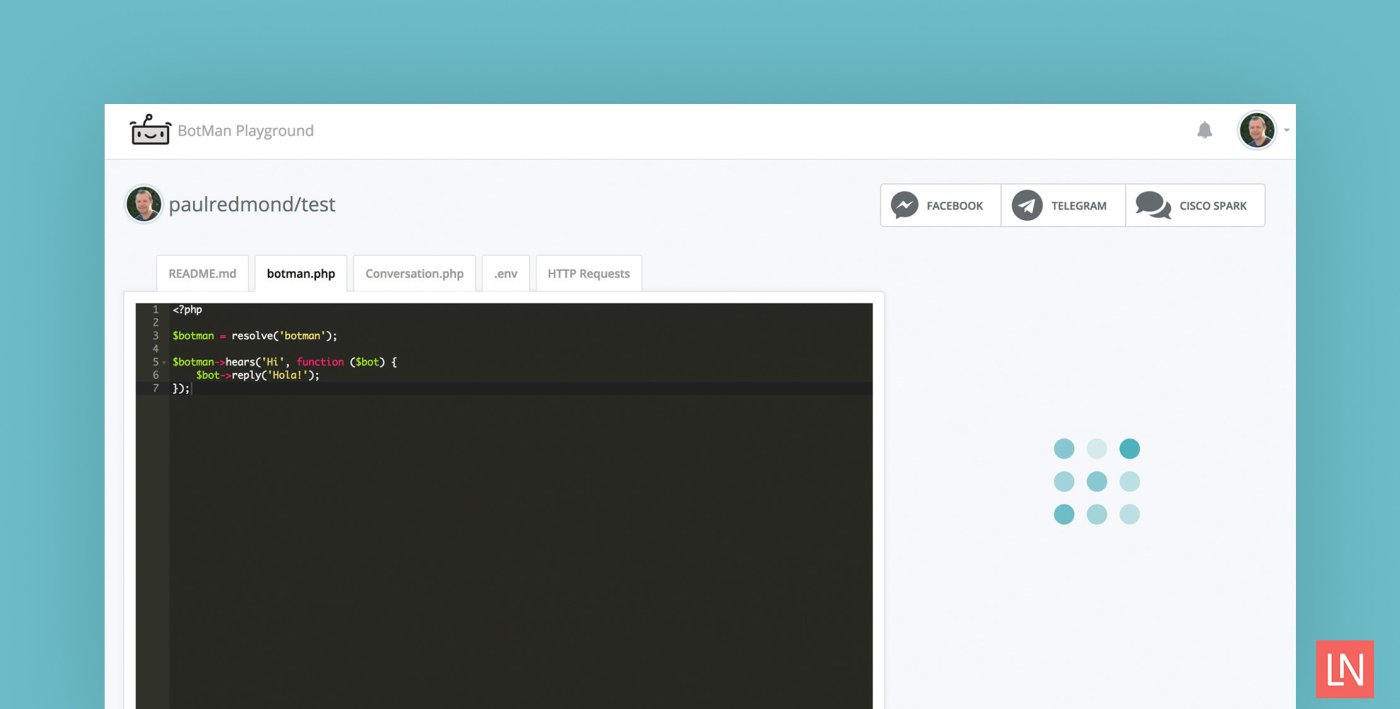 BotMan Playground
paulredmond/test
FACEBOOK
TELEGRAM
CISCO SPARK
README.md
botman.php
Conversation.php
.env
HTTP Requests
1 <?php
2
3 $botman = resolve('botman');
4
5 $botman->hears('Hi', function ($bot) {
6     $bot->reply('Hola!');
7 });
LN